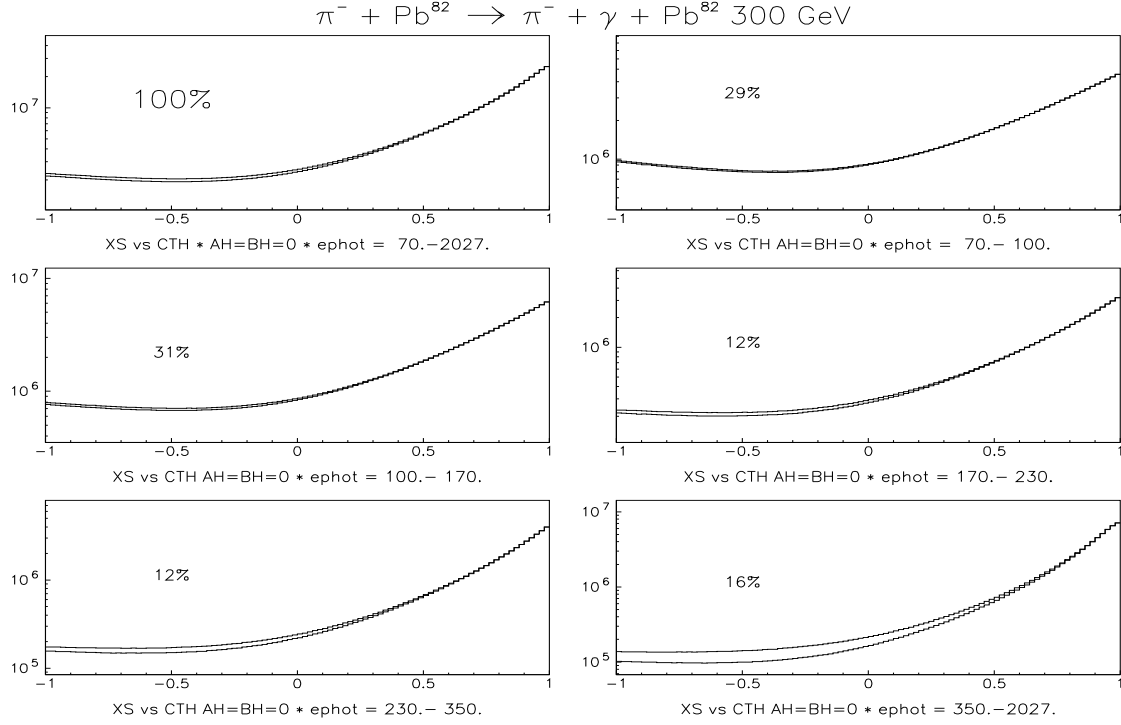 π⁻ + Pb⁸² → π⁻ + γ + Pb⁸² 300 GeV
100%
10⁷
−1 −0.5 0 0.5 1
XS vs CTH * AH=BH=0 * ephot = 70.−2027.
29%
10⁶
−1 −0.5 0 0.5 1
XS vs CTH AH=BH=0 * ephot = 70.− 100.
10⁷
31%
10⁶
−1 −0.5 0 0.5 1
XS vs CTH AH=BH=0 * ephot = 100.− 170.
12%
10⁶
−1 −0.5 0 0.5 1
XS vs CTH AH=BH=0 * ephot = 170.− 230.
12%
10⁶
10⁵
−1 −0.5 0 0.5 1
XS vs CTH AH=BH=0 * ephot = 230.− 350.
10⁷
16%
10⁶
10⁵
−1 −0.5 0 0.5 1
XS vs CTH AH=BH=0 * ephot = 350.−2027.